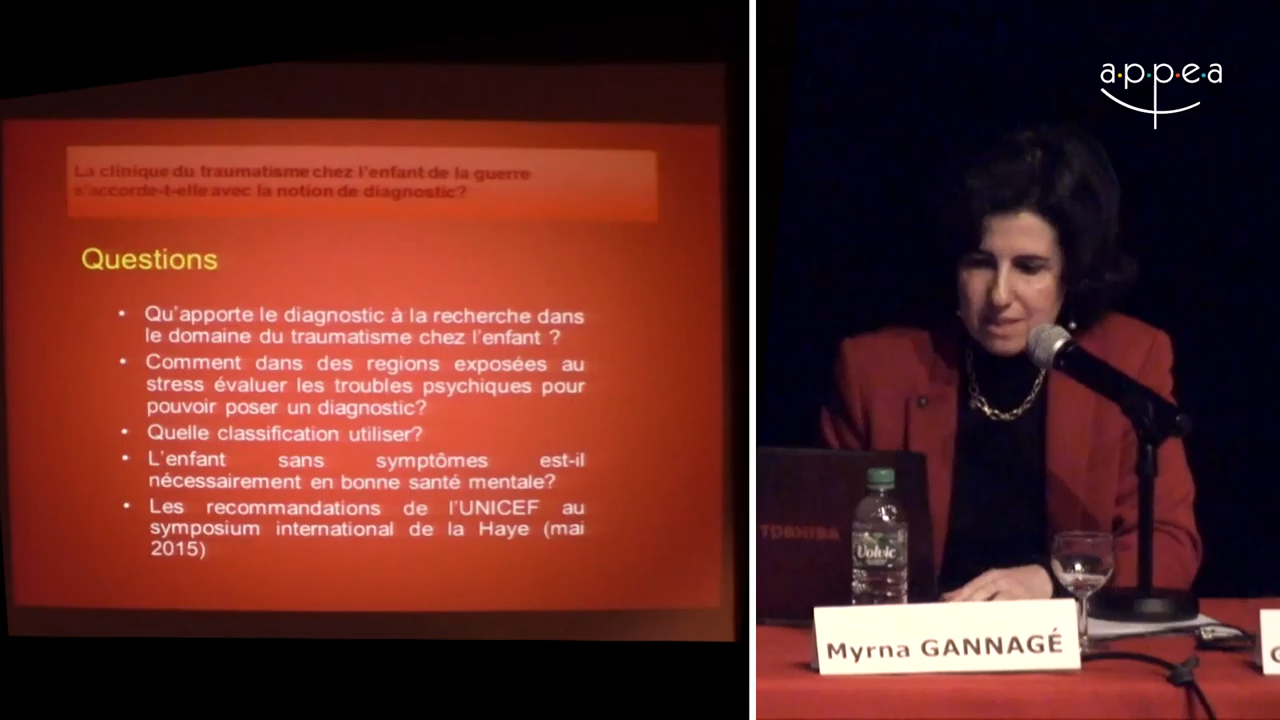 La clinique du traumatisme chez l'enfant de la guerre
s'accorde-t-elle avec la notion de diagnostic?
Questions
• Qu'apporte le diagnostic à la recherche dans
le domaine du traumatisme chez l'enfant ?
• Comment dans des regions exposées au
stress évaluer les troubles psychiques pour
pouvoir poser un diagnostic?
• Quelle classification utiliser?
• L'enfant sans symptômes est-il
nécessairement en bonne santé mentale?
• Les recommandations de l'UNICEF au
symposium international de la Haye (mai
2015)
a·p·p·e·a
TOSHIBA
Volvic
Myrna GANNAGÉ